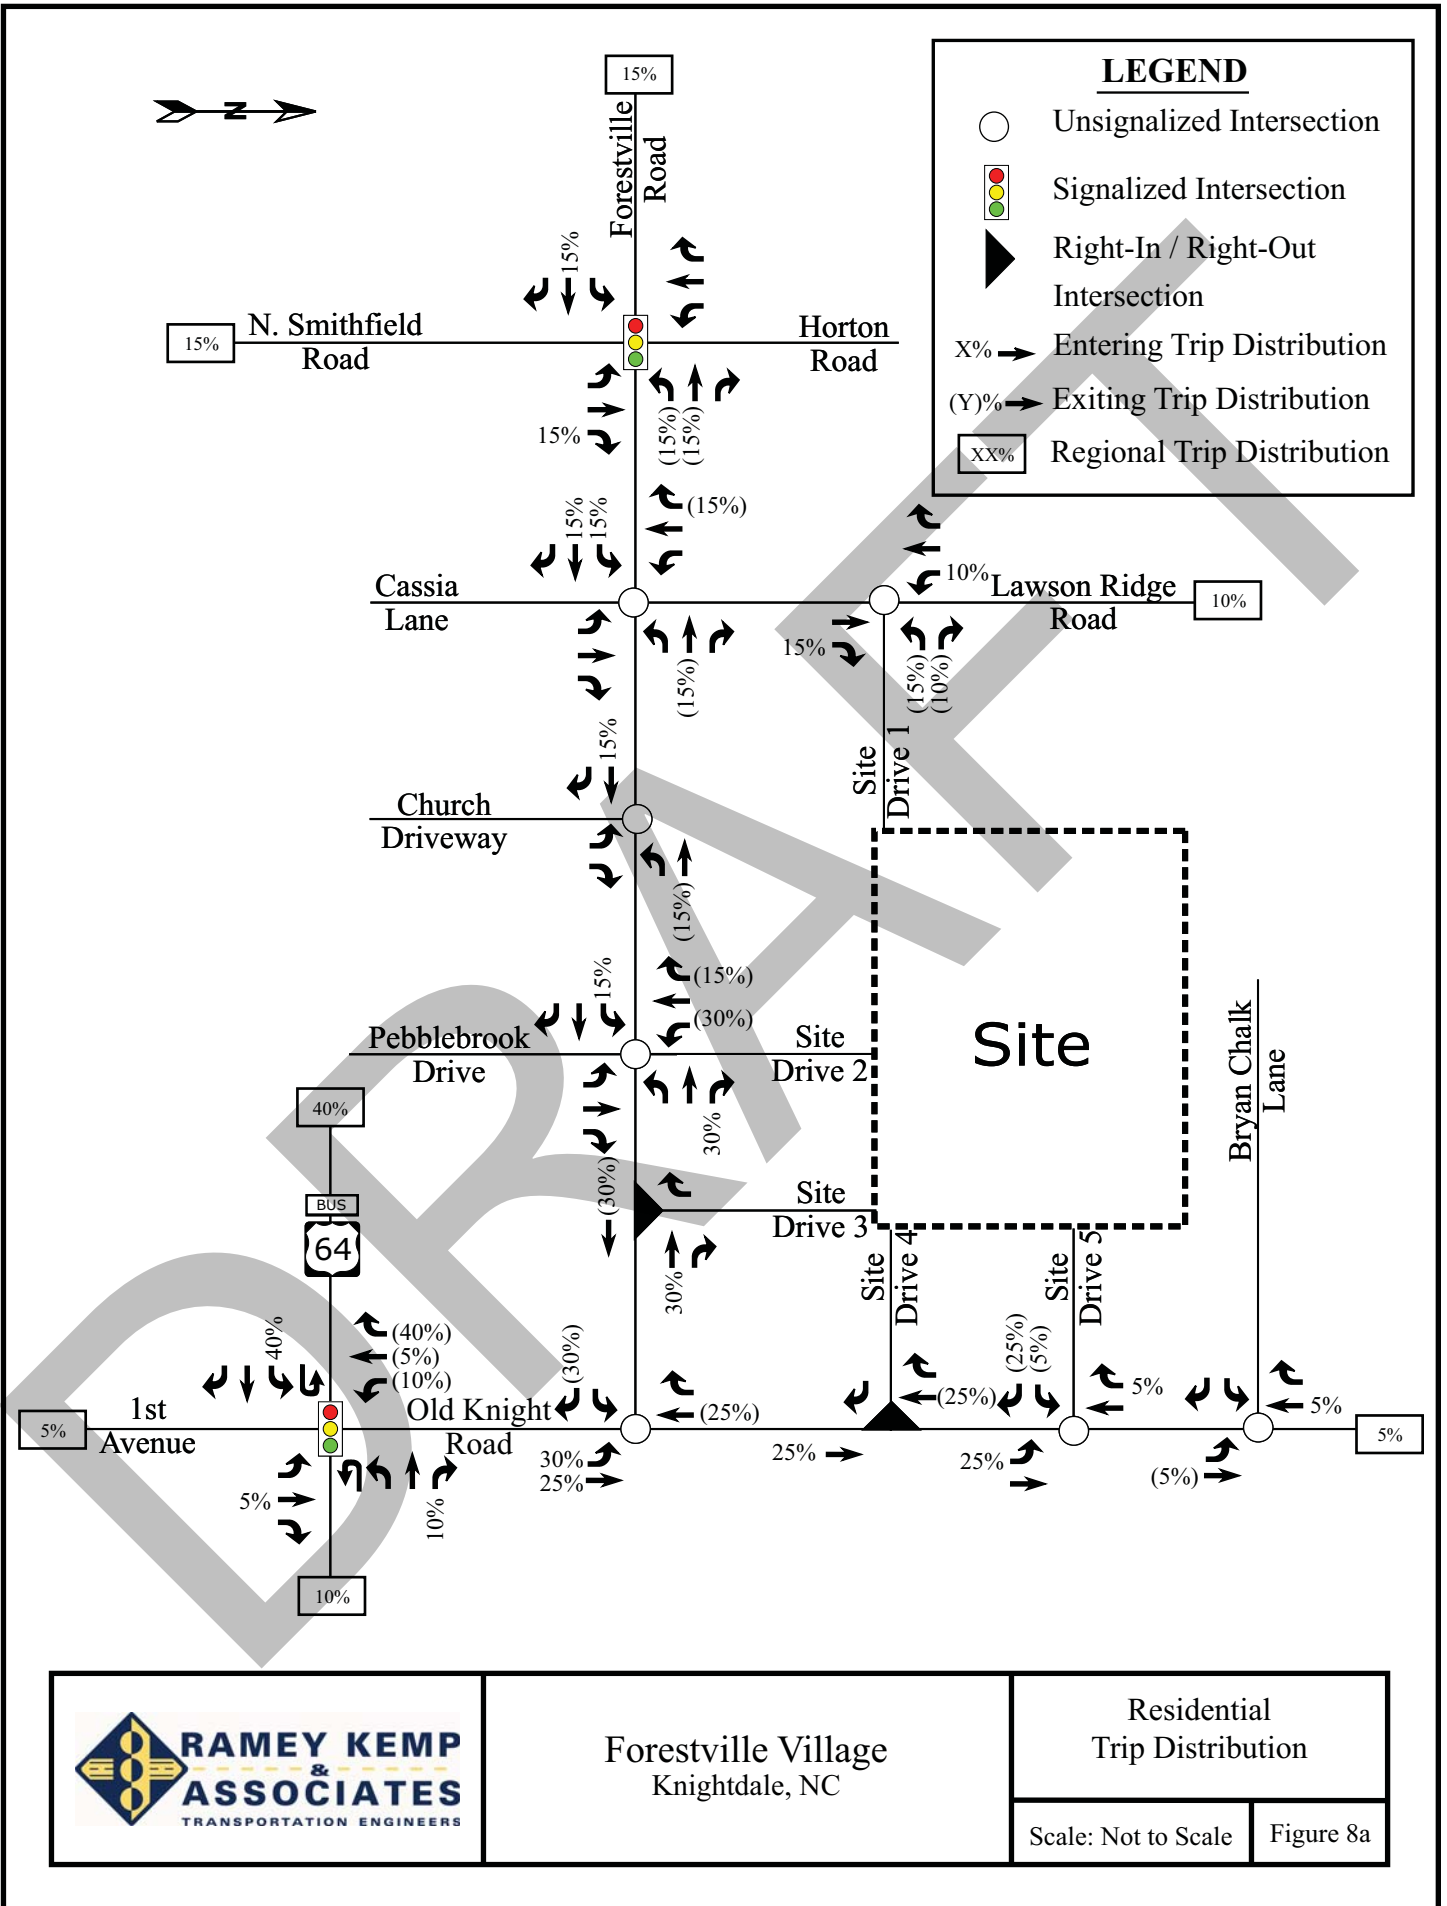 15%
Forestville
Road
N
LEGEND
Unsignalized Intersection
Signalized Intersection
Right-In / Right-Out
Intersection
X% Entering Trip Distribution
(Y)% Exiting Trip Distribution
XX% Regional Trip Distribution
15%
15%
N. Smithfield
Road
Horton
Road
15%
(15%)
(15%)
15%
15%
(15%)
10%
Cassia
Lane
Lawson Ridge
Road
10%
(15%)
15%
(15%)
(10%)
Site
Drive 1
15%
Church
Driveway
(15%)
15%
(15%)
(30%)
Pebblebrook
Drive
Site
Drive 2
Site
Bryan Chalk
Lane
40%
30%
(30%)
BUS
64
Site
Drive 3
30%
Site
Drive 4
Site
Drive 5
40%
(40%)
(5%)
(10%)
(30%)
(25%)
(5%)
5%
1st
Avenue
Old Knight
Road
(25%)
(25%)
5%
5%
5%
30%
25%
25%
25%
(5%)
5%
10%
10%
DRAFT
RAMEY KEMP
&
ASSOCIATES
TRANSPORTATION ENGINEERS
Forestville Village
Knightdale, NC
Residential
Trip Distribution
Scale: Not to Scale
Figure 8a